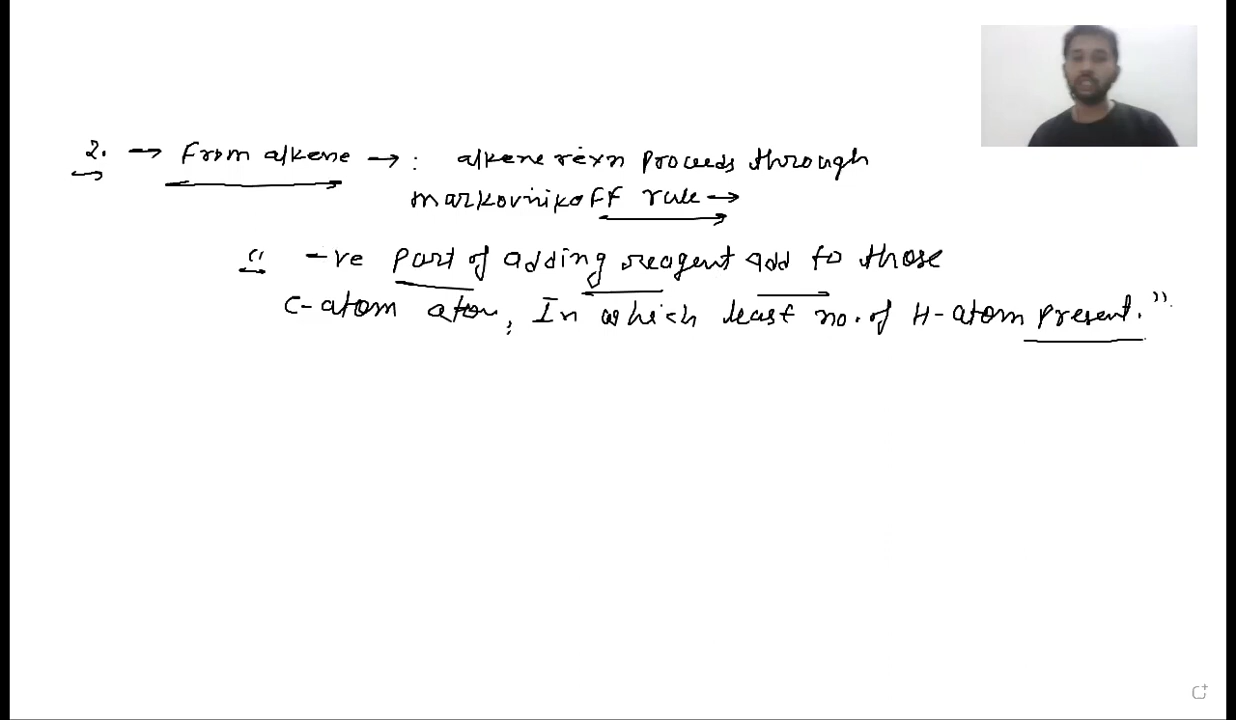 2. → From alkene → : alkene rexn proceeds through
markovnikoff rule →
" -ve part of adding reagent add to those
C-atom atom, In which least no. of H-atom present."